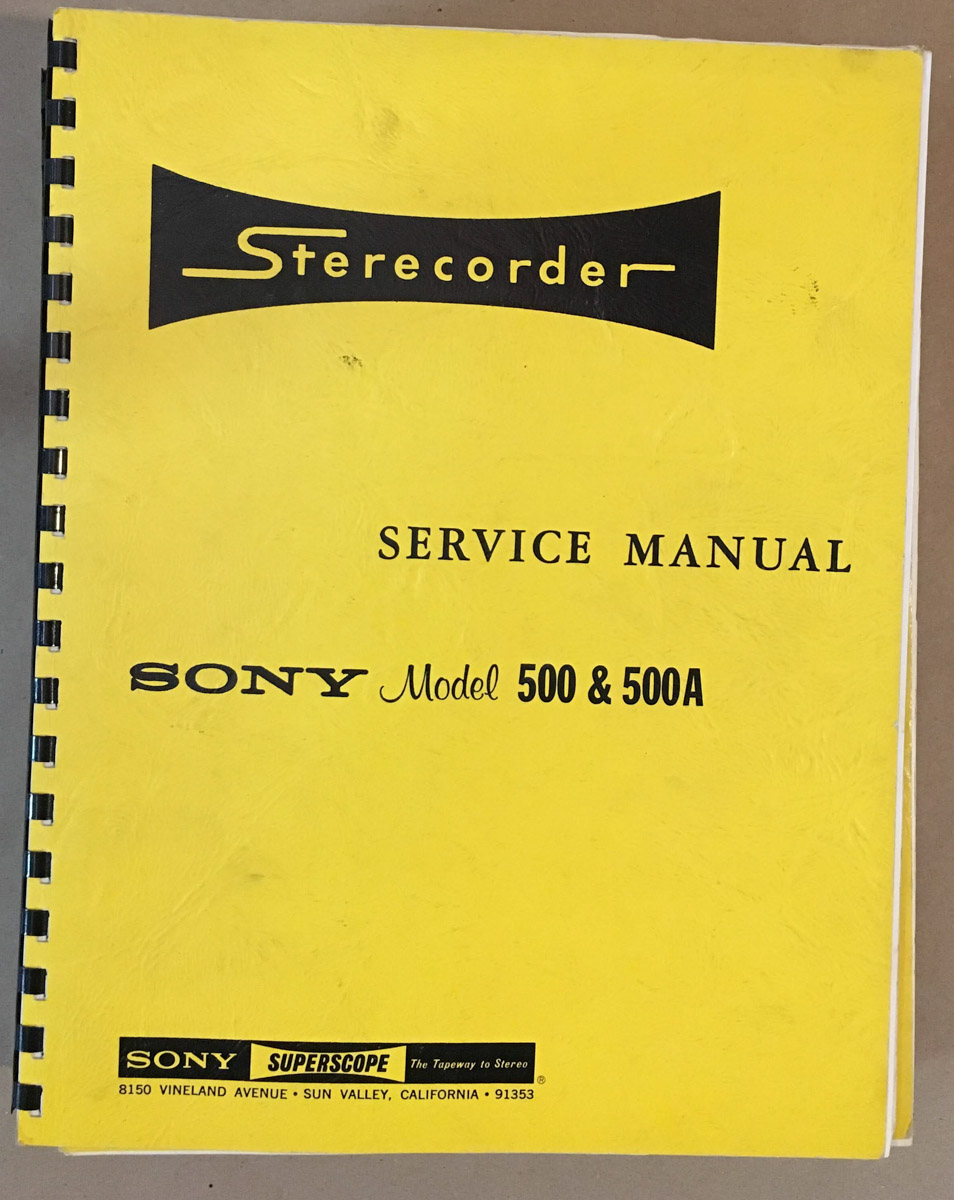 Sterecorder
SERVICE MANUAL
SONY Model 500 & 500A
SONY SUPERSCOPE The Tapeway to Stereo ®
8150 VINELAND AVENUE • SUN VALLEY, CALIFORNIA • 91353